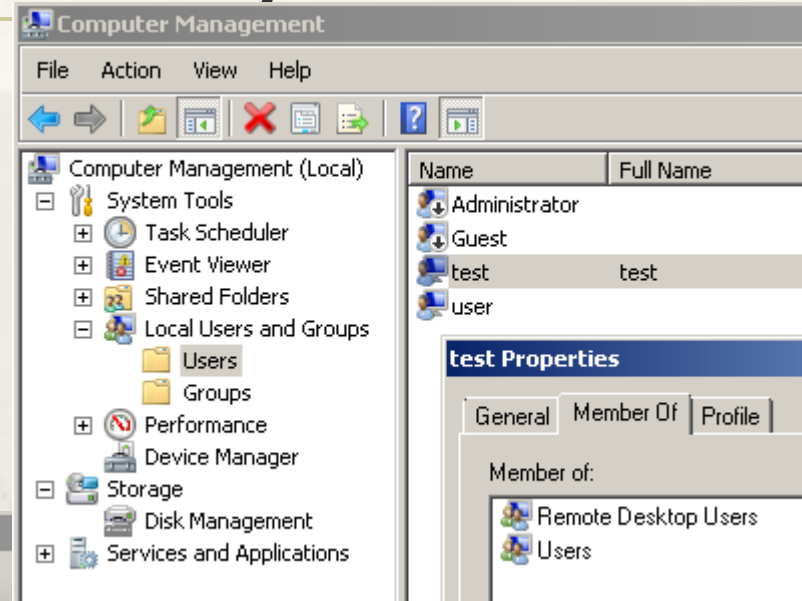 Computer Management
File Action View Help
Computer Management (Local)
System Tools
Task Scheduler
Event Viewer
Shared Folders
Local Users and Groups
Users
Groups
Performance
Device Manager
Storage
Disk Management
Services and Applications
Name Full Name
Administrator
Guest
test test
user
test Properties
General Member Of Profile
Member of:
Remote Desktop Users
Users